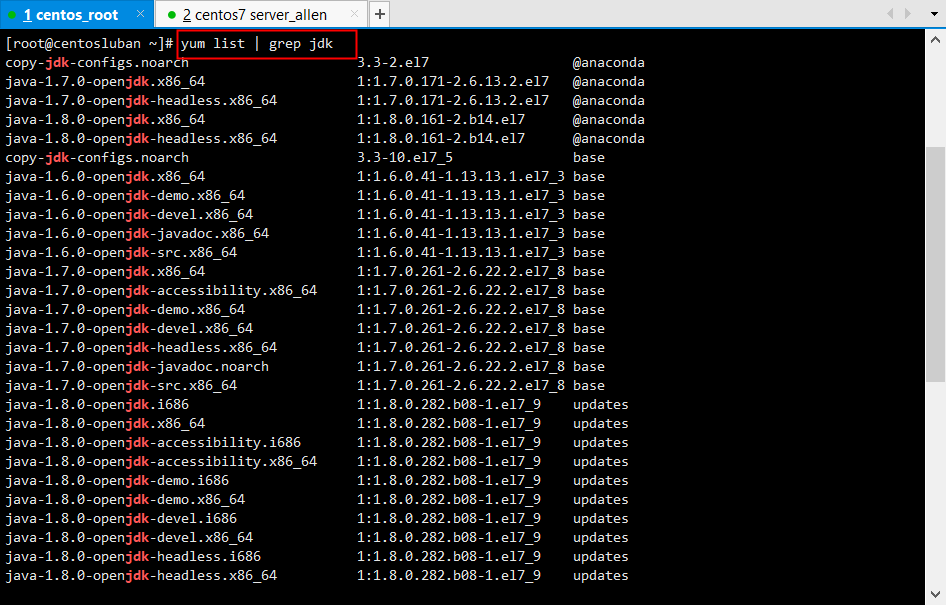 1 centos_root × 2 centos7 server_allen × +
[root@centosluban ~]# yum list | grep jdk
copy-jdk-configs.noarch 3.3-2.el7 @anaconda
java-1.7.0-openjdk.x86_64 1:1.7.0.171-2.6.13.2.el7 @anaconda
java-1.7.0-openjdk-headless.x86_64 1:1.7.0.171-2.6.13.2.el7 @anaconda
java-1.8.0-openjdk.x86_64 1:1.8.0.161-2.b14.el7 @anaconda
java-1.8.0-openjdk-headless.x86_64 1:1.8.0.161-2.b14.el7 @anaconda
copy-jdk-configs.noarch 3.3-10.el7_5 base
java-1.6.0-openjdk.x86_64 1:1.6.0.41-1.13.13.1.el7_3 base
java-1.6.0-openjdk-demo.x86_64 1:1.6.0.41-1.13.13.1.el7_3 base
java-1.6.0-openjdk-devel.x86_64 1:1.6.0.41-1.13.13.1.el7_3 base
java-1.6.0-openjdk-javadoc.x86_64 1:1.6.0.41-1.13.13.1.el7_3 base
java-1.6.0-openjdk-src.x86_64 1:1.6.0.41-1.13.13.1.el7_3 base
java-1.7.0-openjdk.x86_64 1:1.7.0.261-2.6.22.2.el7_8 base
java-1.7.0-openjdk-accessibility.x86_64 1:1.7.0.261-2.6.22.2.el7_8 base
java-1.7.0-openjdk-demo.x86_64 1:1.7.0.261-2.6.22.2.el7_8 base
java-1.7.0-openjdk-devel.x86_64 1:1.7.0.261-2.6.22.2.el7_8 base
java-1.7.0-openjdk-headless.x86_64 1:1.7.0.261-2.6.22.2.el7_8 base
java-1.7.0-openjdk-javadoc.noarch 1:1.7.0.261-2.6.22.2.el7_8 base
java-1.7.0-openjdk-src.x86_64 1:1.7.0.261-2.6.22.2.el7_8 base
java-1.8.0-openjdk.i686 1:1.8.0.282.b08-1.el7_9 updates
java-1.8.0-openjdk.x86_64 1:1.8.0.282.b08-1.el7_9 updates
java-1.8.0-openjdk-accessibility.i686 1:1.8.0.282.b08-1.el7_9 updates
java-1.8.0-openjdk-accessibility.x86_64 1:1.8.0.282.b08-1.el7_9 updates
java-1.8.0-openjdk-demo.i686 1:1.8.0.282.b08-1.el7_9 updates
java-1.8.0-openjdk-demo.x86_64 1:1.8.0.282.b08-1.el7_9 updates
java-1.8.0-openjdk-devel.i686 1:1.8.0.282.b08-1.el7_9 updates
java-1.8.0-openjdk-devel.x86_64 1:1.8.0.282.b08-1.el7_9 updates
java-1.8.0-openjdk-headless.i686 1:1.8.0.282.b08-1.el7_9 updates
java-1.8.0-openjdk-headless.x86_64 1:1.8.0.282.b08-1.el7_9 updates